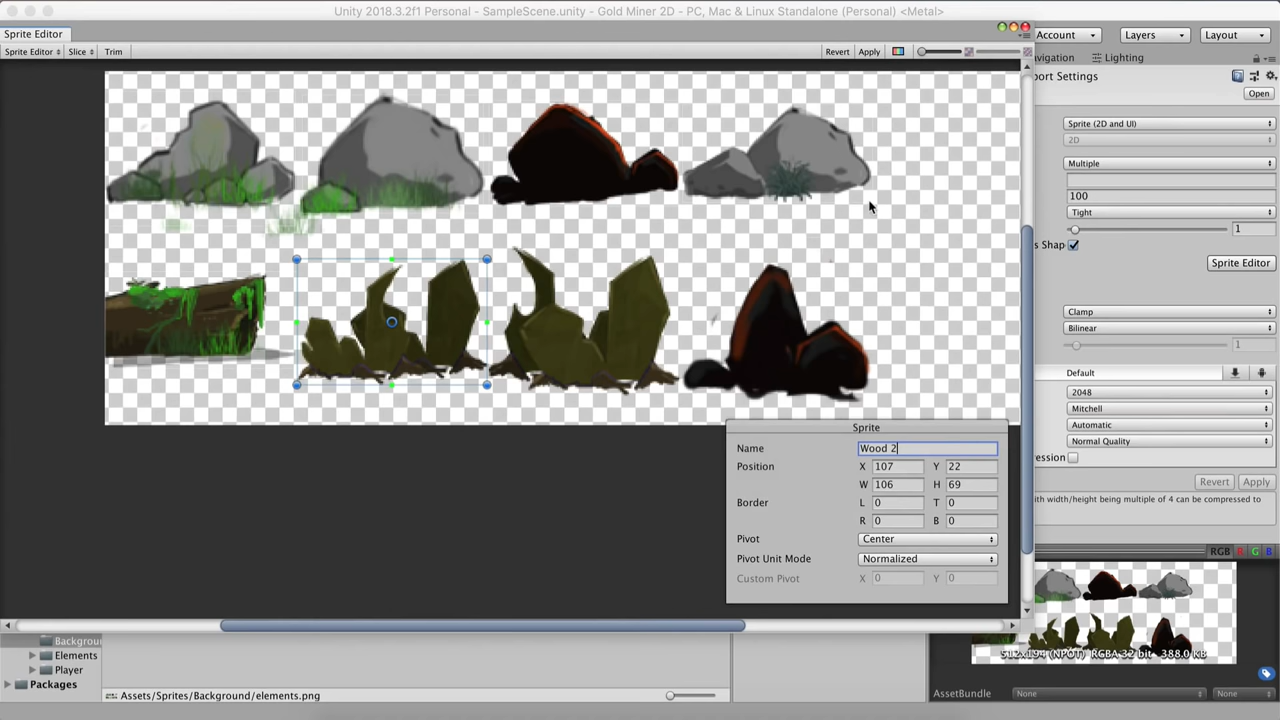 Unity 2018.3.2f1 Personal - SampleScene.unity - Gold Miner 2D - PC, Mac & Linux Standalone (Personal) <Metal>
Sprite Editor
Account Layers Layout
Sprite Editor Slice Trim Revert Apply
avigation Lighting
ort Settings
Open
Sprite (2D and UI)
2D
Multiple
100
Tight
1
s Shap
Sprite Editor
Clamp
Bilinear
1
Default
2048
Mitchell
Automatic
Normal Quality
ression
Revert Apply
ith width/height being multiple of 4 can be compressed to
Sprite
Name Wood 2
Position X 107 Y 22
W 106 H 69
Border L 0 T 0
R 0 B 0
Pivot Center
Pivot Unit Mode Normalized
Custom Pivot X 0 Y 0
RGB R G B
512x194 (NPOT) RGBA 32 bit 388.0 KB
Backgrou
Elements
Player
Packages
Assets/Sprites/Background/elements.png
AssetBundle None None